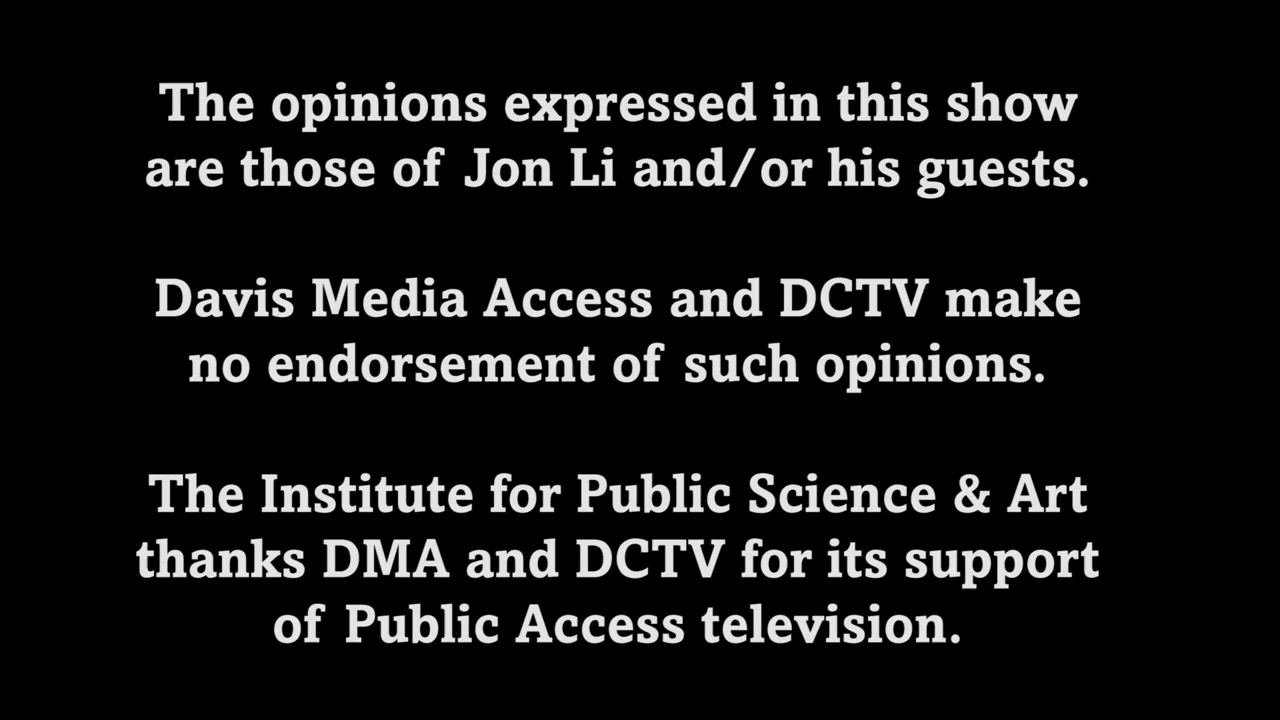 The opinions expressed in this show
are those of Jon Li and/or his guests.
Davis Media Access and DCTV make
no endorsement of such opinions.
The Institute for Public Science & Art
thanks DMA and DCTV for its support
of Public Access television.